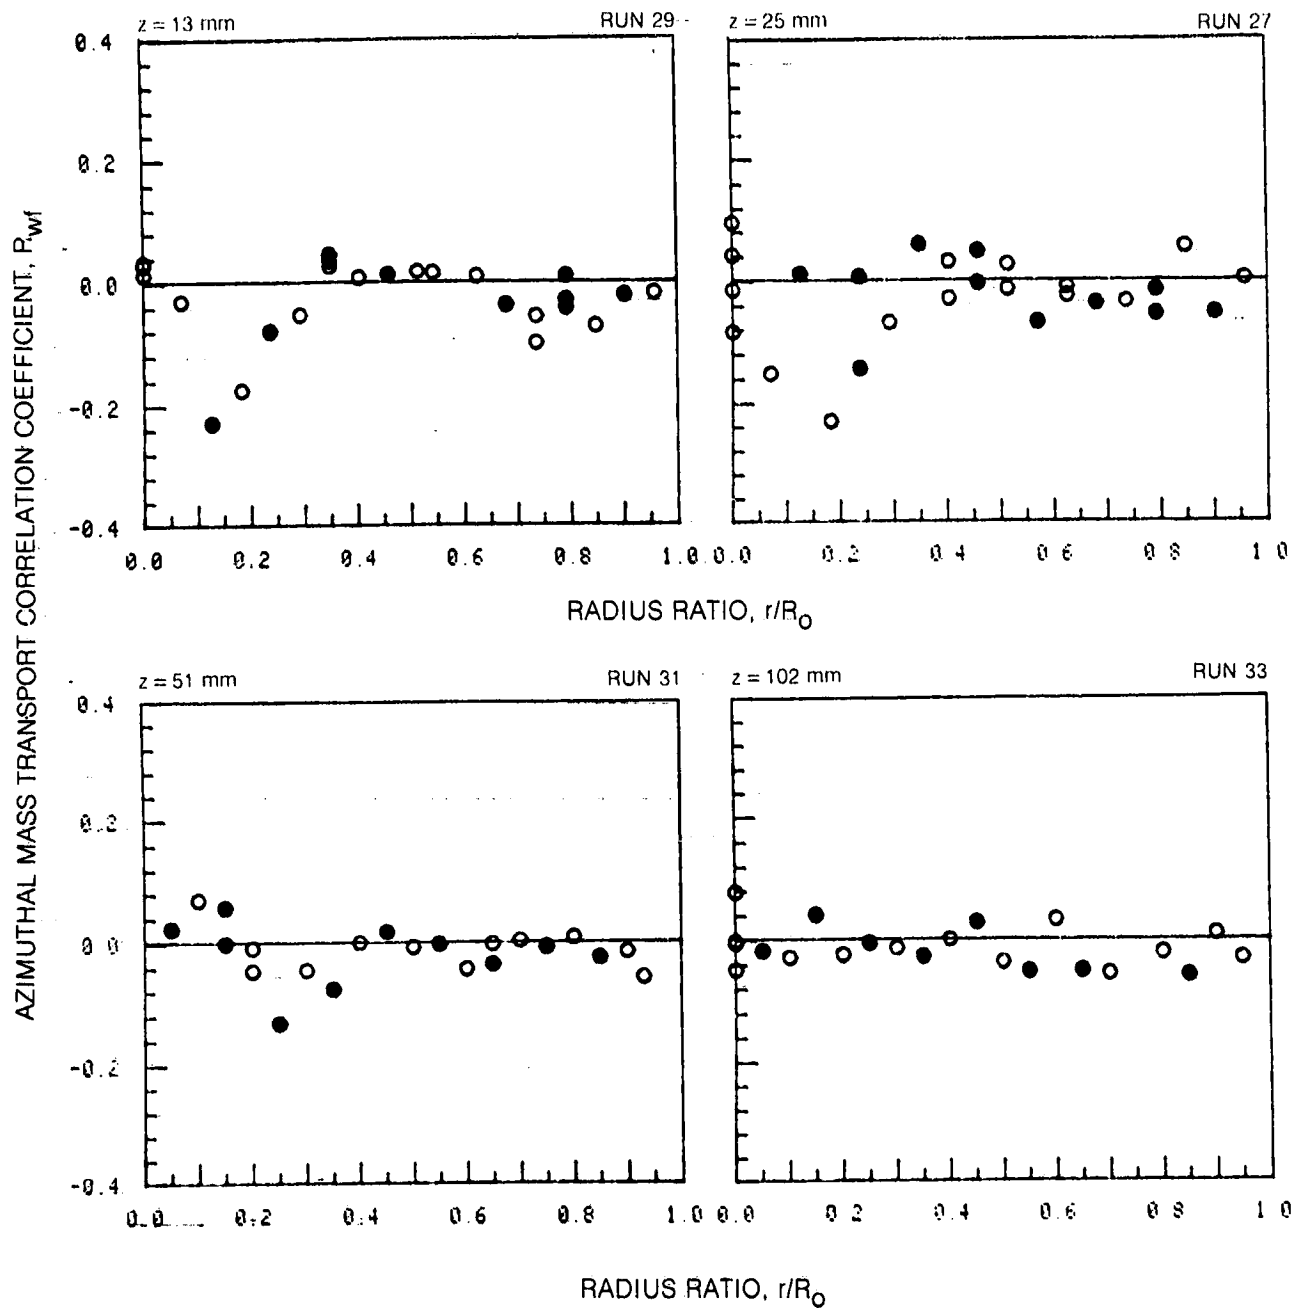 z = 13 mm RUN 29
z = 25 mm RUN 27
0.4
0.2
0.0
-0.2
-0.4
0.0 0.2 0.4 0.6 0.8 1.0
0.0 0.2 0.4 0.6 0.8 1.0
RADIUS RATIO, r/Ro
AZIMUTHAL MASS TRANSPORT CORRELATION COEFFICIENT, Rwf
z = 51 mm RUN 31
z = 102 mm RUN 33
0.4
0.2
0.0
-0.2
-0.4
0.0 0.2 0.4 0.6 0.8 1.0
0.0 0.2 0.4 0.6 0.8 1.0
RADIUS RATIO, r/Ro